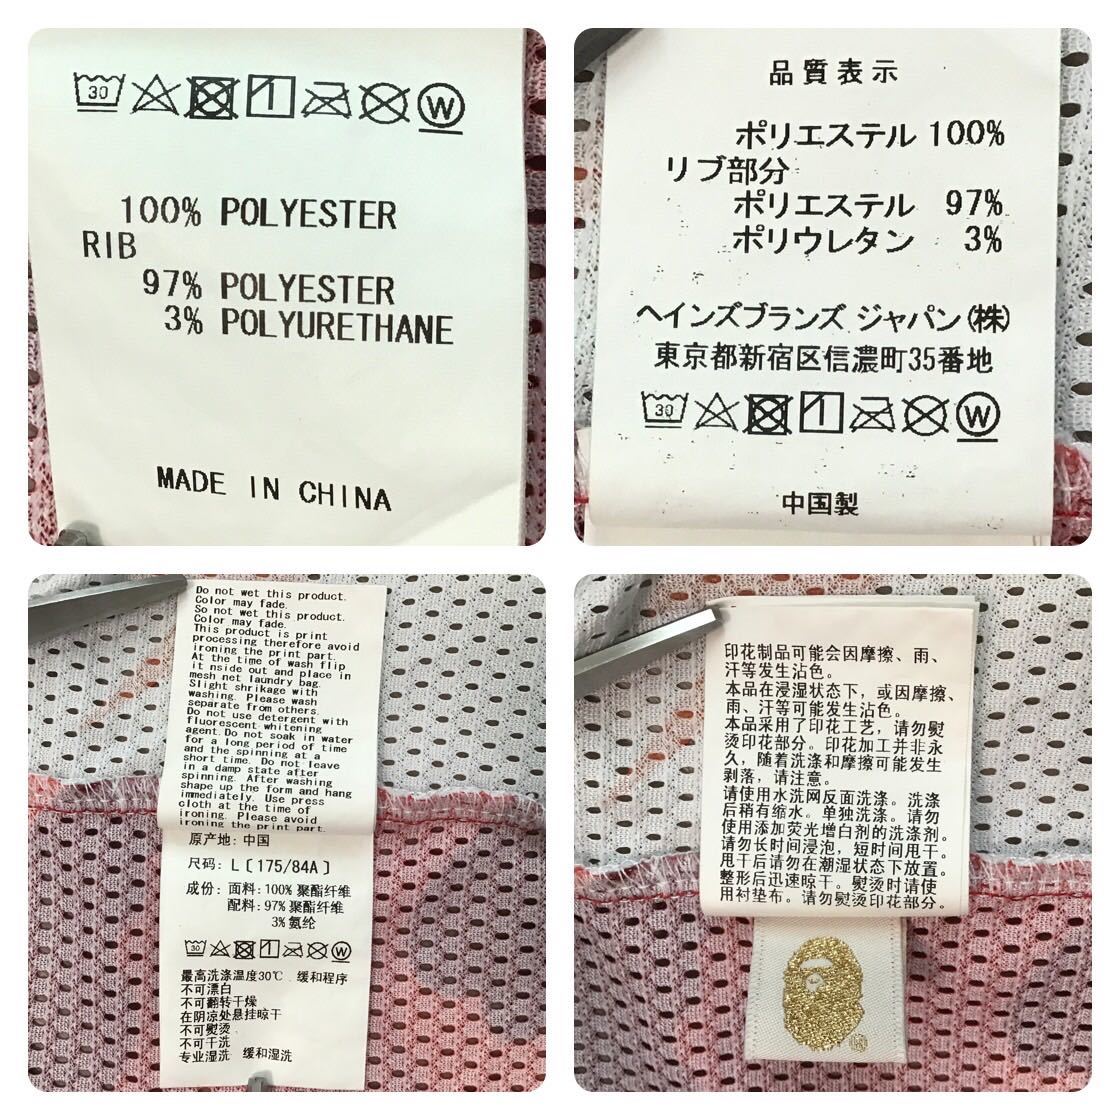 30
W
100% POLYESTER
RIB
97% POLYESTER
3% POLYURETHANE
MADE IN CHINA
品質表示
ポリエステル 100%
リブ部分
ポリエステル 97%
ポリウレタン 3%
ヘインズブランズ ジャパン(株)
東京都新宿区信濃町35番地
30
W
中国製
Do not wet this product.
Color may fade.
So not wet this product.
Color may fade.
This product is print
processing therefore avoid
ironing the print part.
At the time of wash flip
it nside out and place in
mesh net laundry bag.
Slight shrikage with
washing. Please wash
separate from others.
Do not use detergent with
fluorescent whitening
agent.Do not soak in water
for a long period of time
and the spinning at a
short time. Do not leave
in a damp state after
spinning. After washing
shape up the form and hang
immediately. Use press
cloth at the time of
ironing. Please avoid
ironing the print part.
原产地: 中国
尺码: L〔175/84A〕
成份: 面料: 100% 聚酯纤维
配料: 97% 聚酯纤维
3% 氨纶
30
W
最高洗涤温度30℃ 缓和程序
不可漂白
不可翻转干燥
在阴凉处悬挂晾干
不可熨烫
不可干洗
专业湿洗 缓和湿洗
印花制品可能会因摩擦、雨、
汗等发生沾色。
本品在浸湿状态下，或因摩擦、
雨、汗等可能发生沾色。
本品采用了印花工艺，请勿熨
烫印花部分。印花加工并非永
久，随着洗涤和摩擦可能发生
剥落，请注意。
请使用水洗网反面洗涤。洗涤
后稍有缩水。单独洗涤。请勿
使用添加荧光增白剂的洗涤剂。
请勿长时间浸泡，短时间甩干。
甩干后请勿在潮湿状态下放置。
整形后迅速晾干。熨烫时请使
用衬垫布。请勿熨烫印花部分。